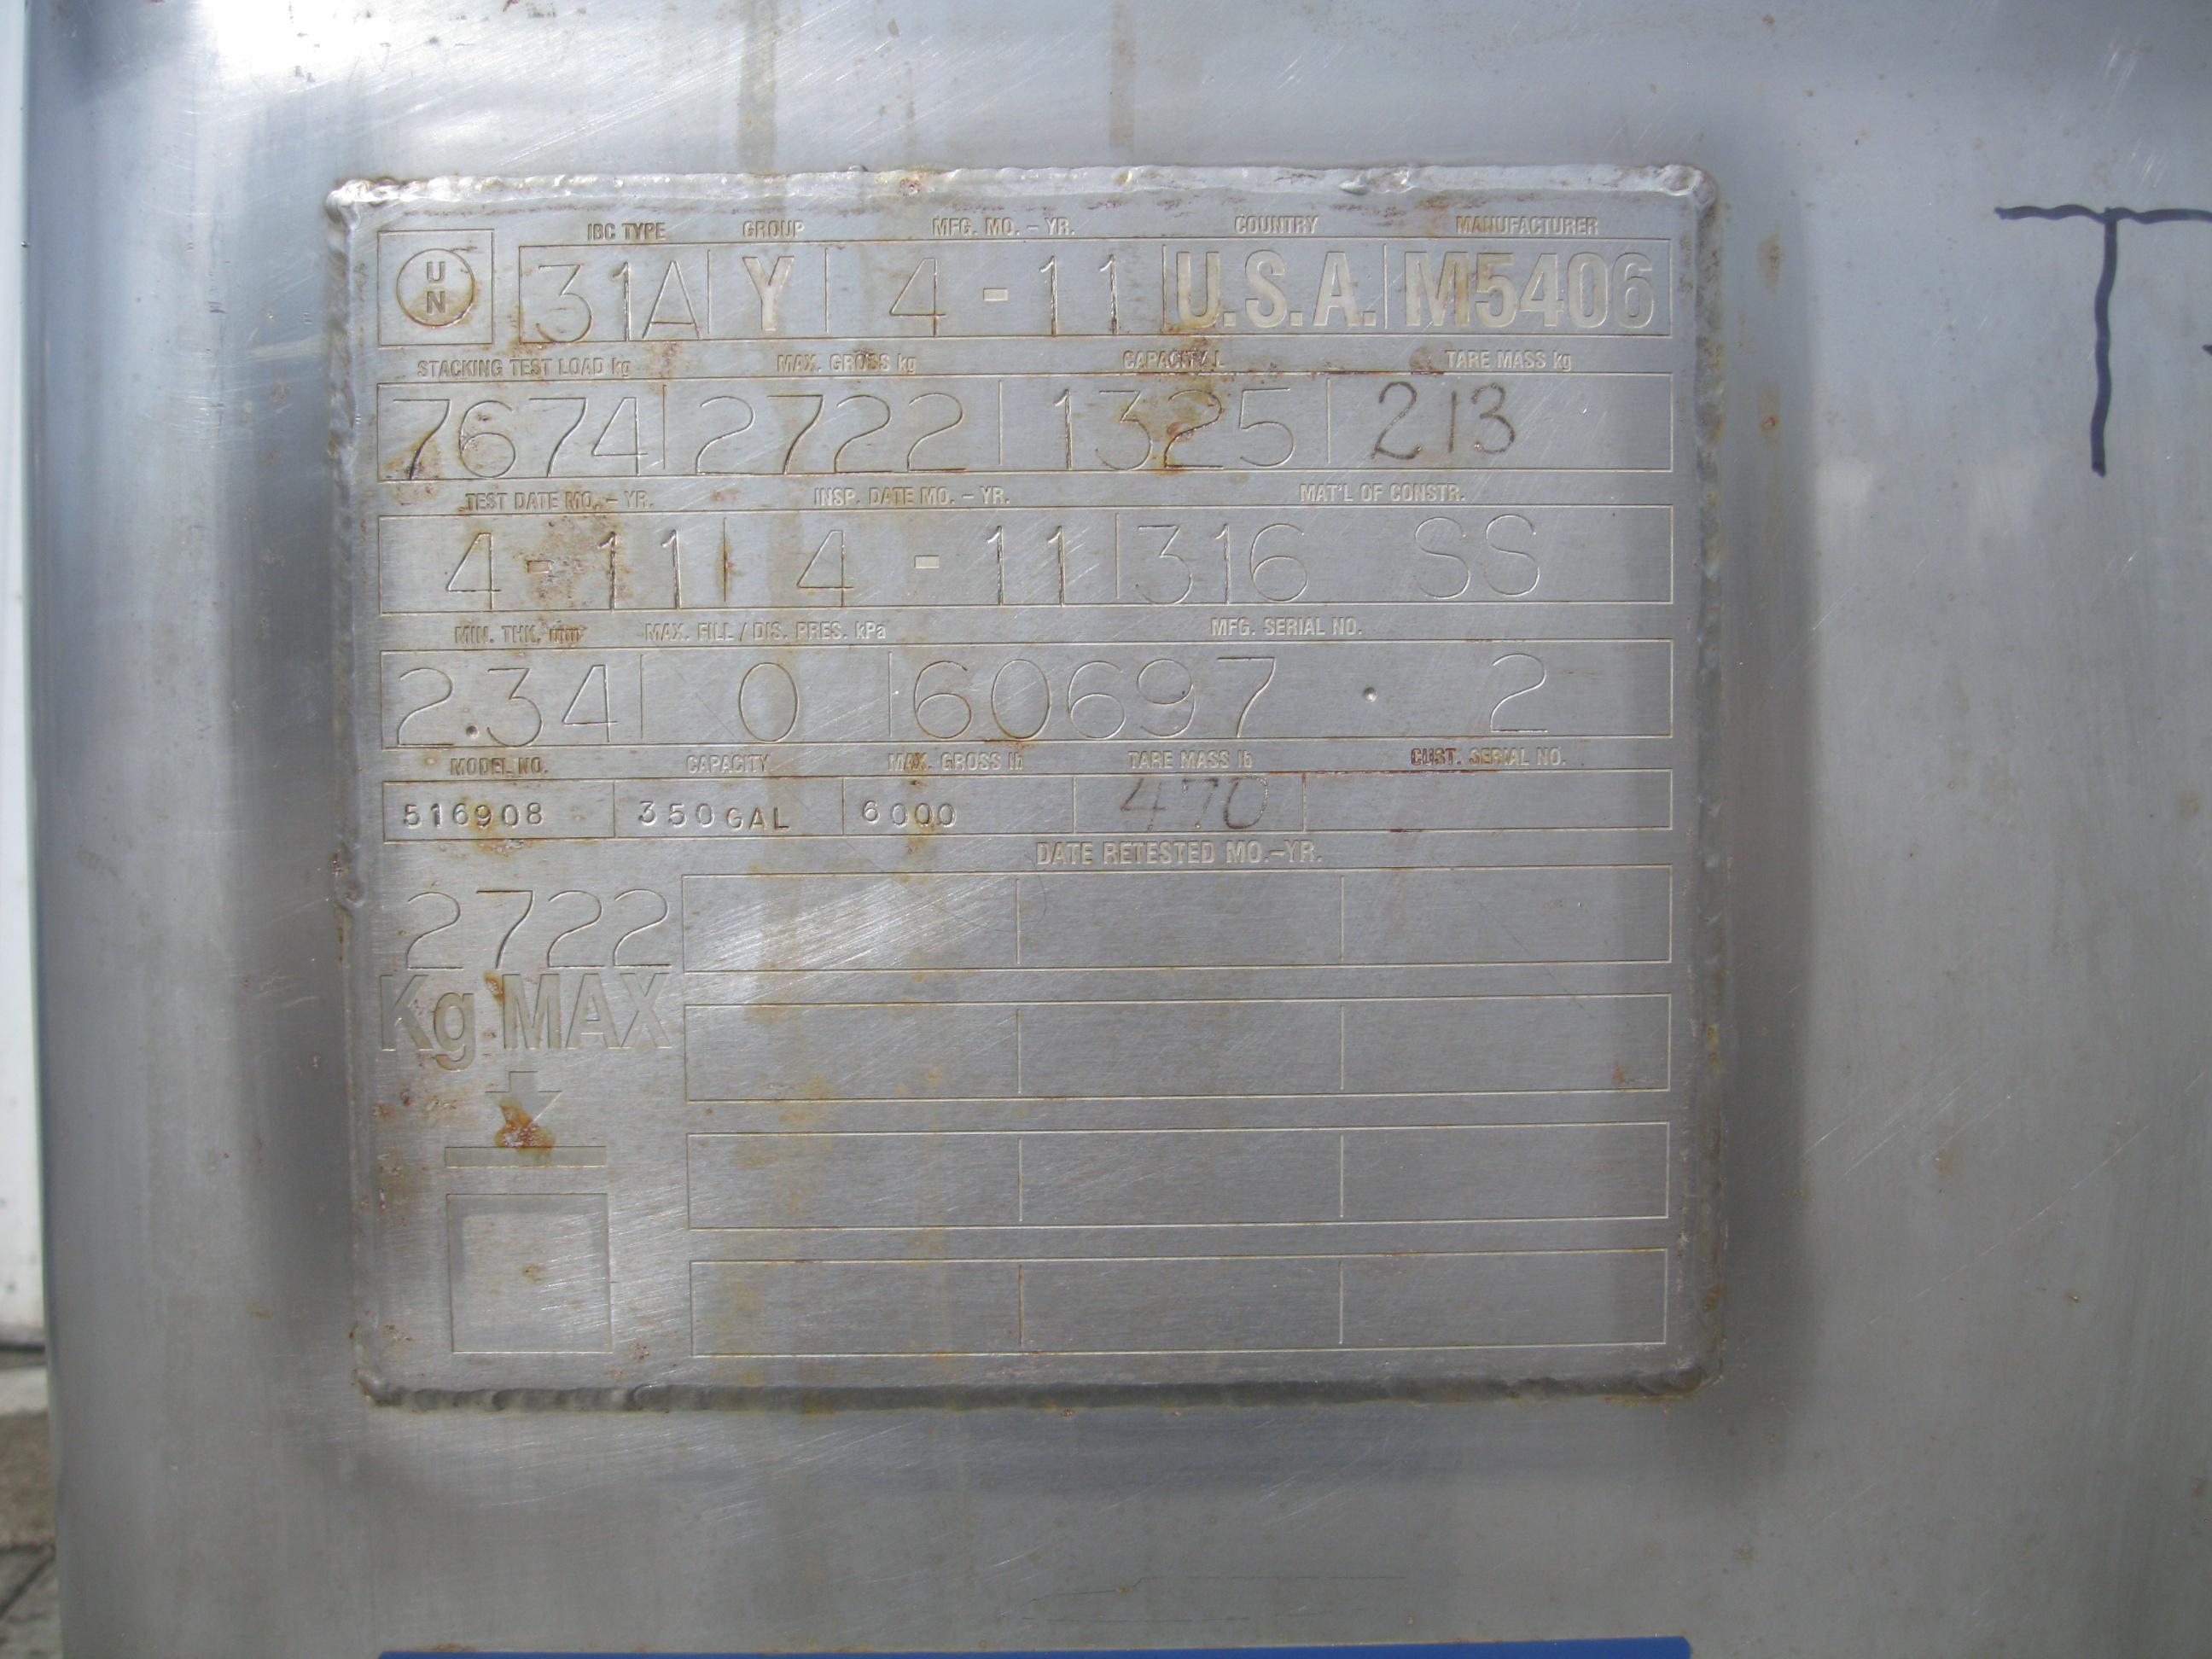 IBC TYPE GROUP MFG. MO. – YR. COUNTRY MANUFACTURER
UN 31A Y 4 - 11 U.S.A. M5406
STACKING TEST LOAD kg MAX. GROSS kg CAPACITY L TARE MASS kg
7674 2722 1325 213
TEST DATE MO. – YR. INSP. DATE MO. – YR. MAT'L OF CONSTR.
4 - 11 4 - 11 316 SS
MIN. THK. mm MAX. FILL / DIS. PRES. kPa MFG. SERIAL NO.
2.34 0 60697 . 2
MODEL NO. CAPACITY MAX. GROSS lb TARE MASS lb CUST. SERIAL NO.
516908 350GAL 6000 470
DATE RETESTED MO.–YR.
2722
Kg MAX
T